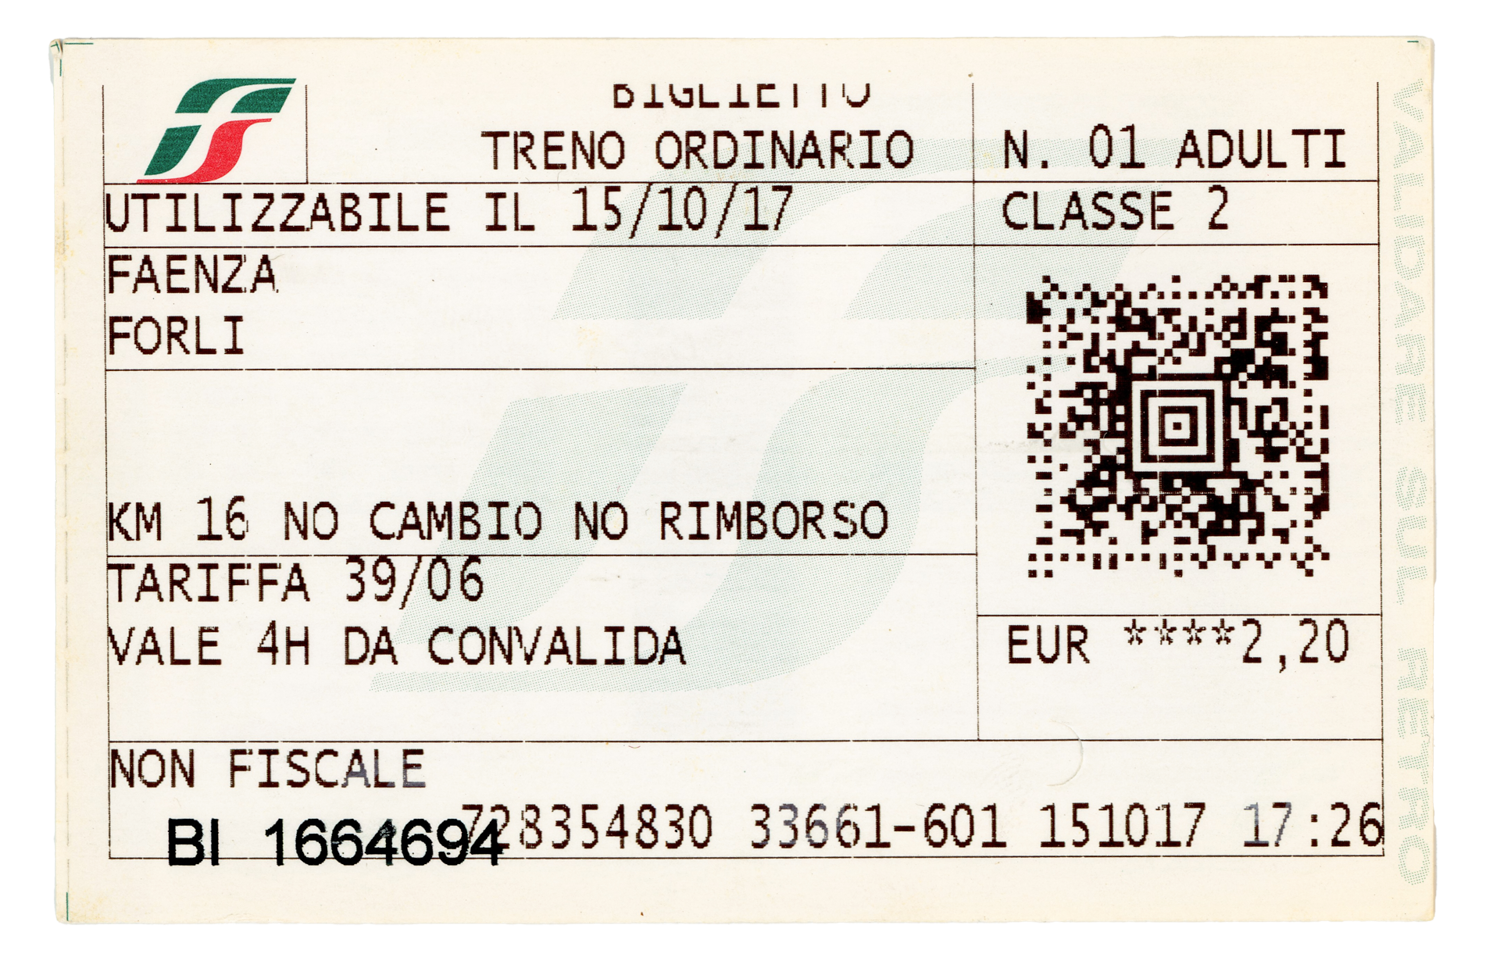 BIGLIETTO
TRENO ORDINARIO
N. 01 ADULTI
UTILIZZABILE IL 15/10/17
CLASSE 2
FAENZA
FORLI
KM 16 NO CAMBIO NO RIMBORSO
TARIFFA 39/06
VALE 4H DA CONVALIDA
EUR ****2,20
NON FISCALE
BI 1664694
728354830 33661-601 151017 17:26
VALIDARE SUL RETRO